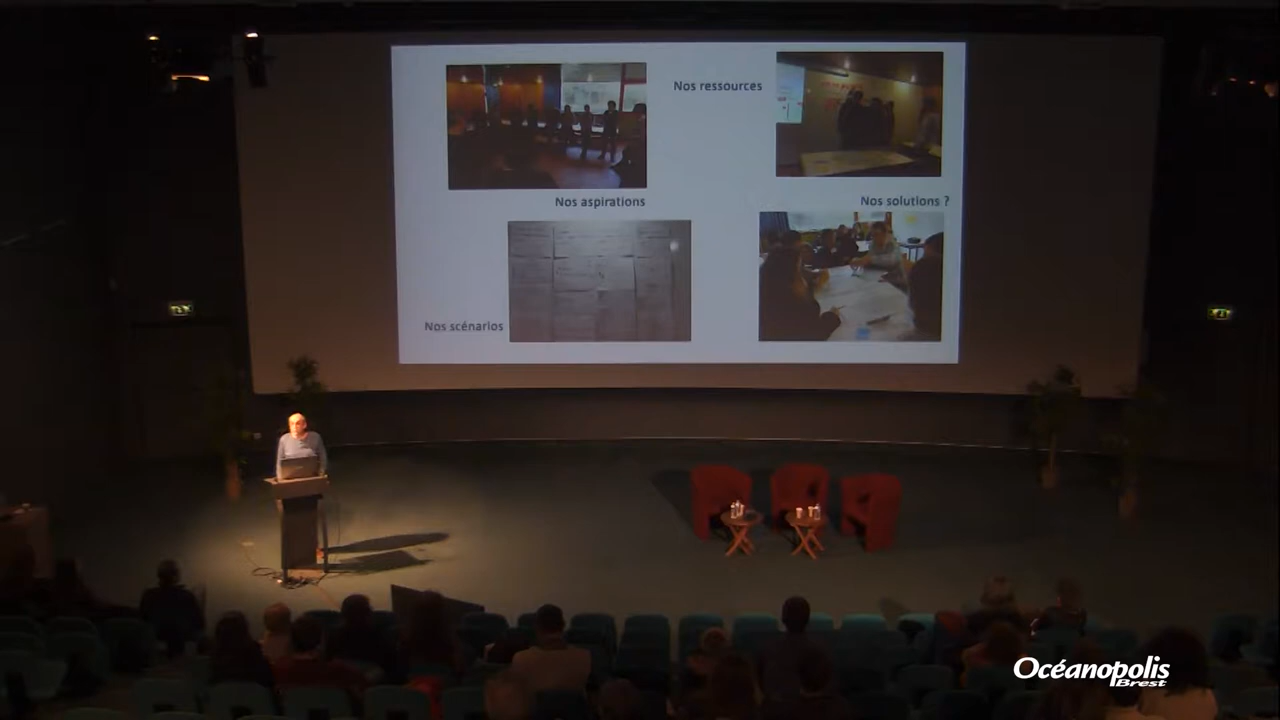 Nos ressources
Nos aspirations
Nos solutions ?
Nos scénarios
Océanopolis
Brest